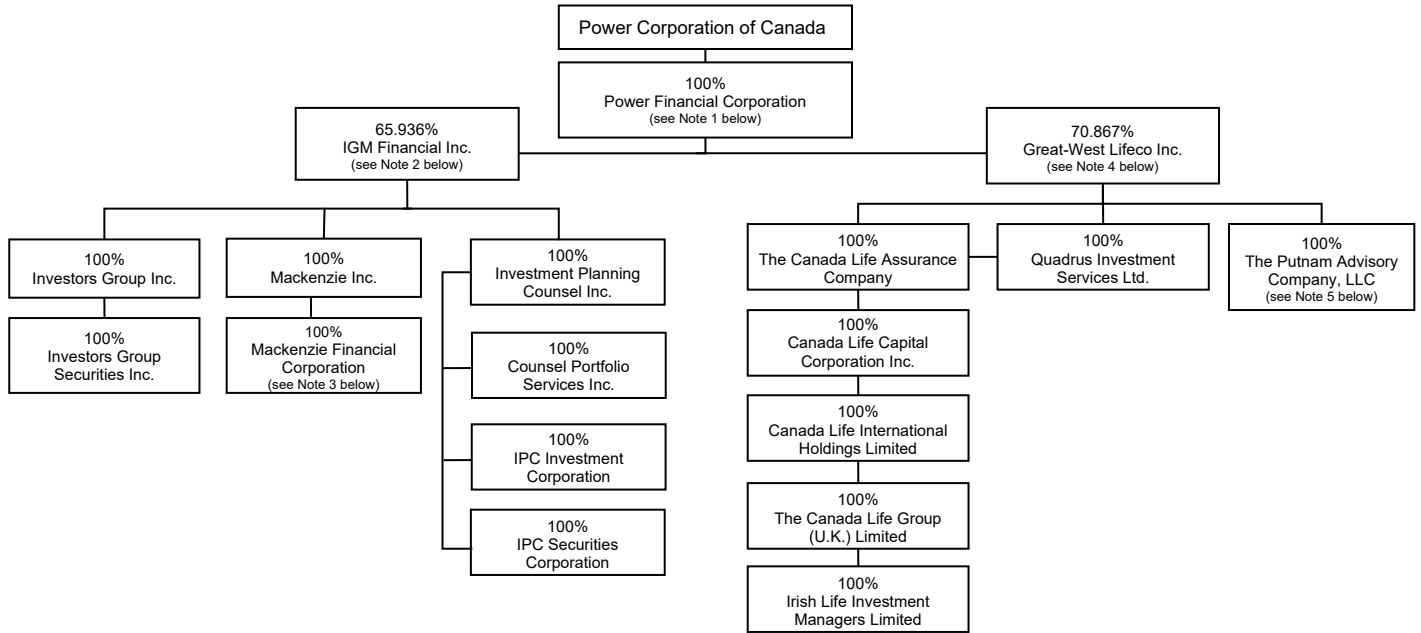 Power Corporation of Canada
100%
Power Financial Corporation
(see Note 1 below)
65.936%
IGM Financial Inc.
(see Note 2 below)
70.867%
Great-West Lifeco Inc.
(see Note 4 below)
100%
Investors Group Inc.
100%
Investors Group
Securities Inc.
100%
Mackenzie Inc.
100%
Mackenzie Financial
Corporation
(see Note 3 below)
100%
Investment Planning
Counsel Inc.
100%
Counsel Portfolio
Services Inc.
100%
IPC Investment
Corporation
100%
IPC Securities
Corporation
100%
The Canada Life Assurance
Company
100%
Quadrus Investment
Services Ltd.
100%
The Putnam Advisory
Company, LLC
(see Note 5 below)
100%
Canada Life Capital
Corporation Inc.
100%
Canada Life International
Holdings Limited
100%
The Canada Life Group
(U.K.) Limited
100%
Irish Life Investment
Managers Limited